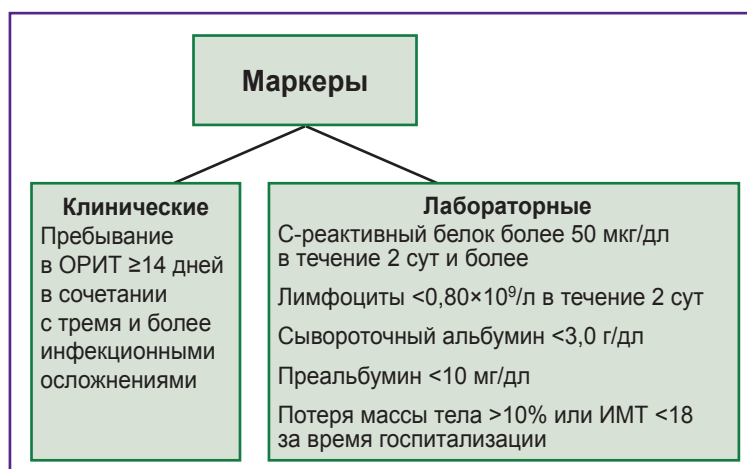 Маркеры
Клинические
Пребывание
в ОРИТ ≥14 дней
в сочетании
с тремя и более
инфекционными
осложнениями
Лабораторные
С-реактивный белок более 50 мкг/дл
в течение 2 сут и более
Лимфоциты <0,80×10⁹/л в течение 2 сут
Сывороточный альбумин <3,0 г/дл
Преальбумин <10 мг/дл
Потеря массы тела >10% или ИМТ <18
за время госпитализации